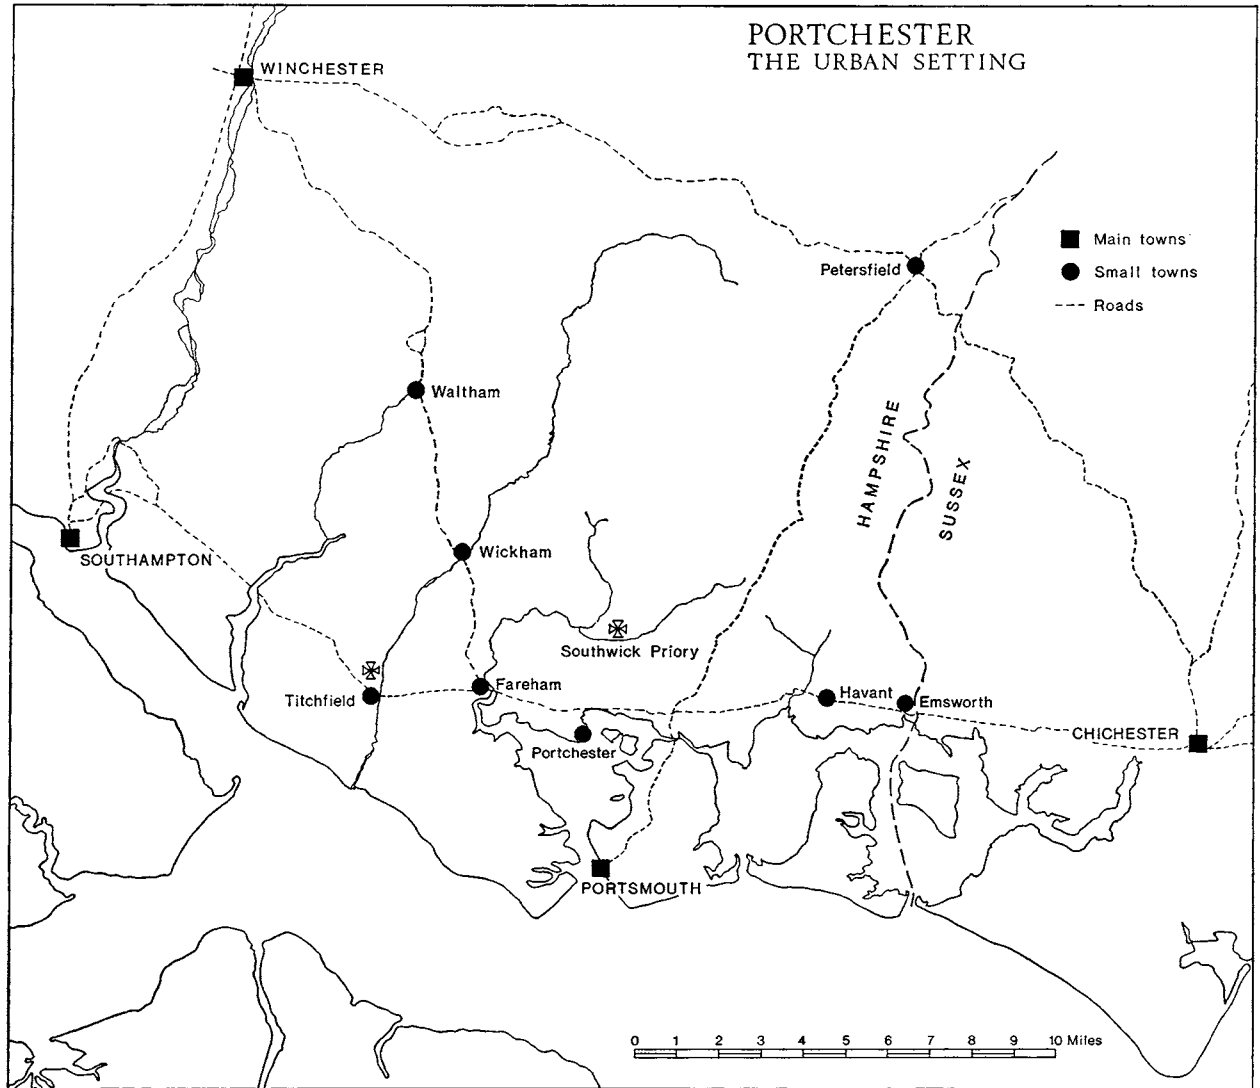 PORTCHESTER
THE URBAN SETTING
WINCHESTER
Main towns
Petersfield
Small towns
Roads
Waltham
HAMPSHIRE
SUSSEX
Wickham
SOUTHAMPTON
Southwick Priory
Fareham
Titchfield
Havant
Emsworth
CHICHESTER
Portchester
PORTSMOUTH
0 1 2 3 4 5 6 7 8 9 10 Miles